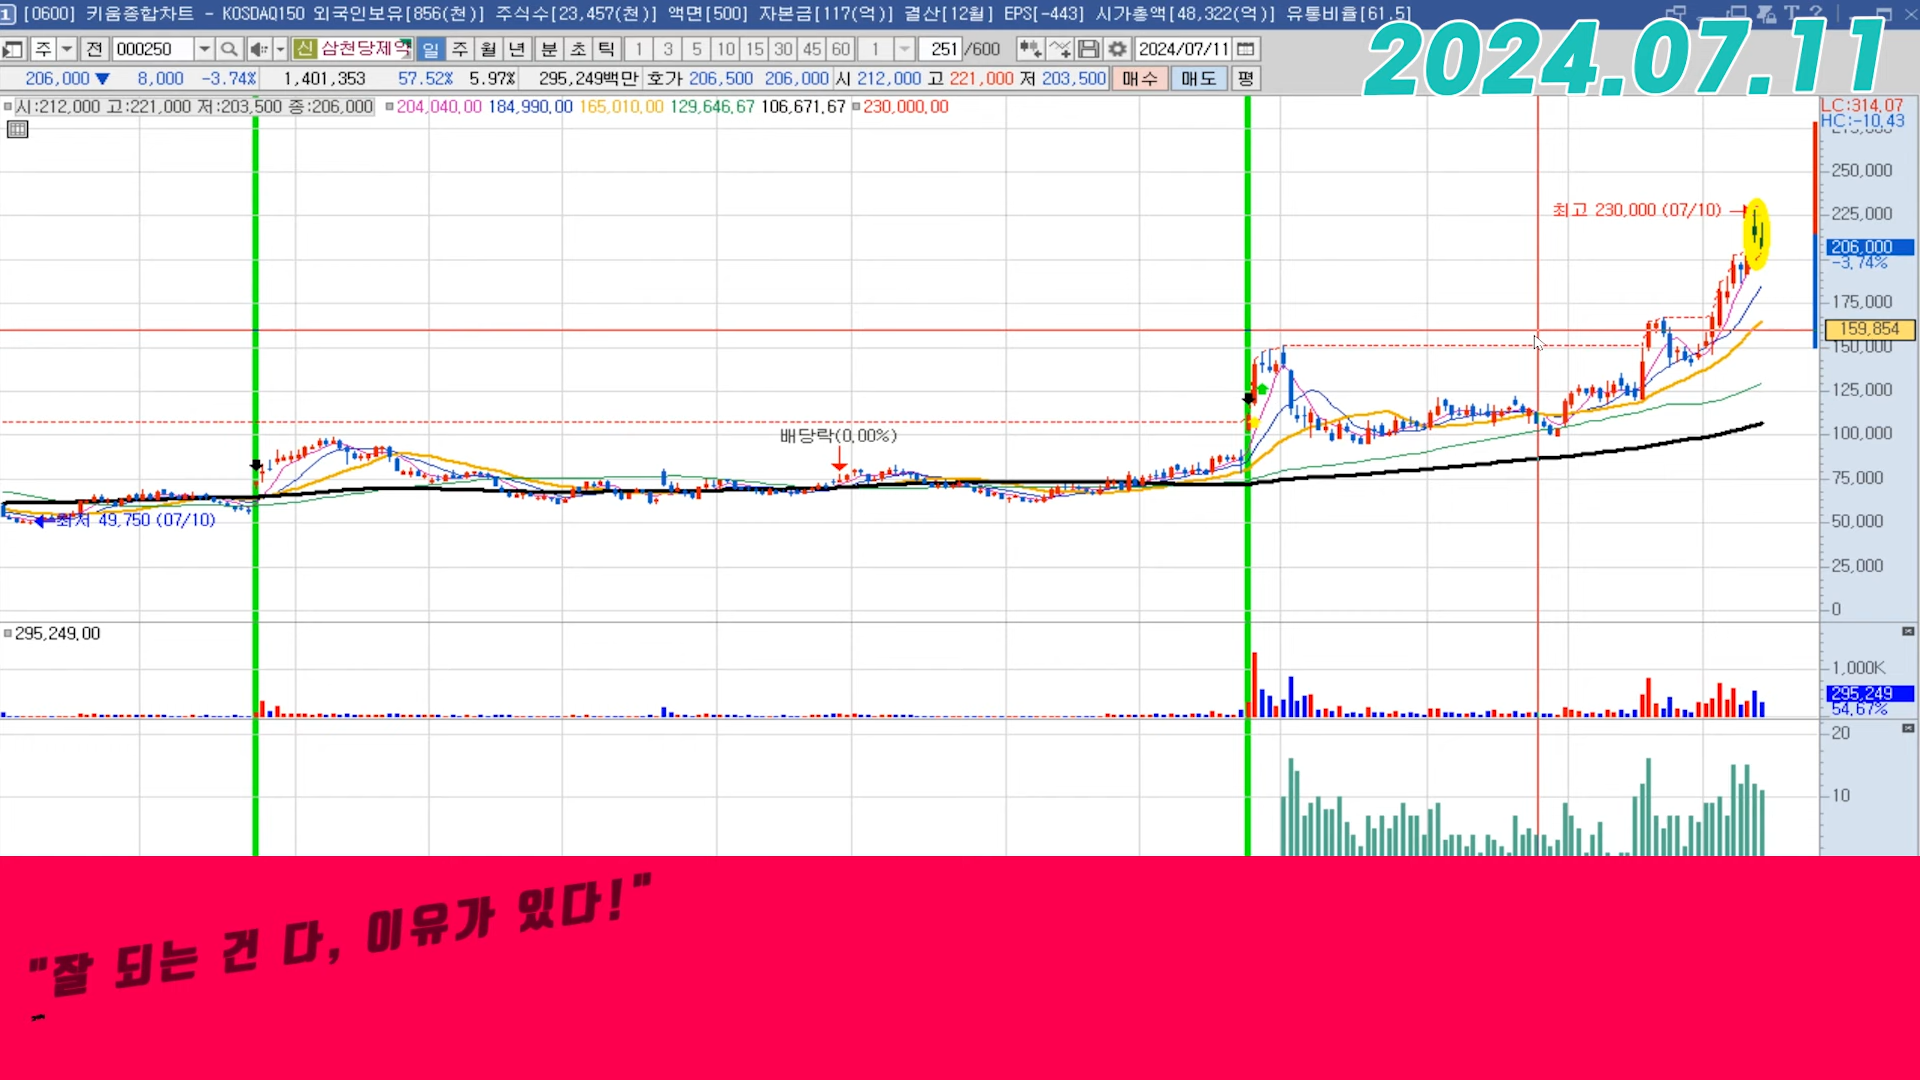 [0600] 키움종합차트 - KOSDAQ150 외국인보유[856(천)] 주식수[23,457(천)] 액면[500] 자본금[117(억)] 결산[12월] EPS[-443] 시가총액[48,322(억)] 유통비율[61.5]
2024.07.11
주 전 000250 신 삼천당제약 일 주 월 년 분 초 틱 1 3 5 10 15 30 45 60 1 251 /600 2024/07/11
206,000 ▼ 8,000 -3.74% 1,401,353 57.52% 5.97% 295,249백만 호가 206,500 206,000 시 212,000 고 221,000 저 203,500 매수 매도 평
시:212,000 고:221,000 저:203,500 종:206,000 204,040.00 184,990.00 165,010.00 129,646.67 106,671.67 230,000.00
LC:314.07
HC:-10.43
250,000
최고 230,000 (07/10)
225,000
206,000
-3.74%
175,000
159,854
150,000
125,000
배당락(0.00%)
100,000
75,000
최저 49,750 (07/10)
50,000
25,000
0
295,249.00
1,000K
295,249
54.67%
20
10
"잘 되는 건 다, 이유가 있다!"